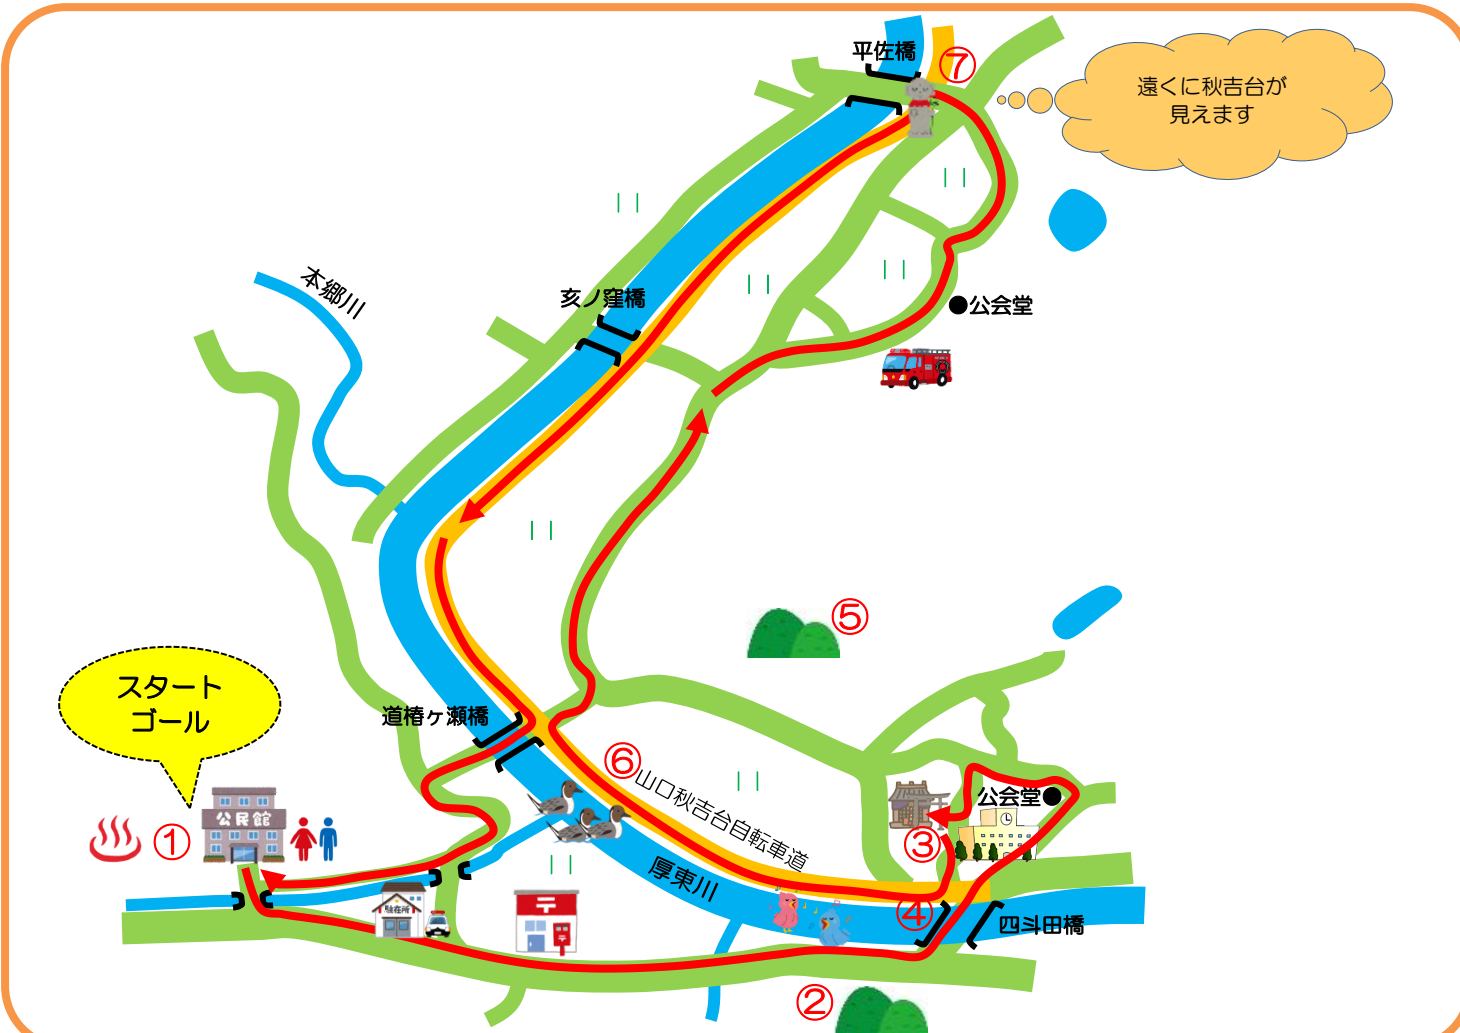 平佐橋
⑦
遠くに秋吉台が
見えます
本郷川
亥ノ窪橋
●公会堂
⑤
スタート
ゴール
道椿ヶ瀬橋
⑥
山口秋吉台自転車道
公会堂●
公民館
①
③
厚東川
駐在所
〒
④
四斗田橋
②